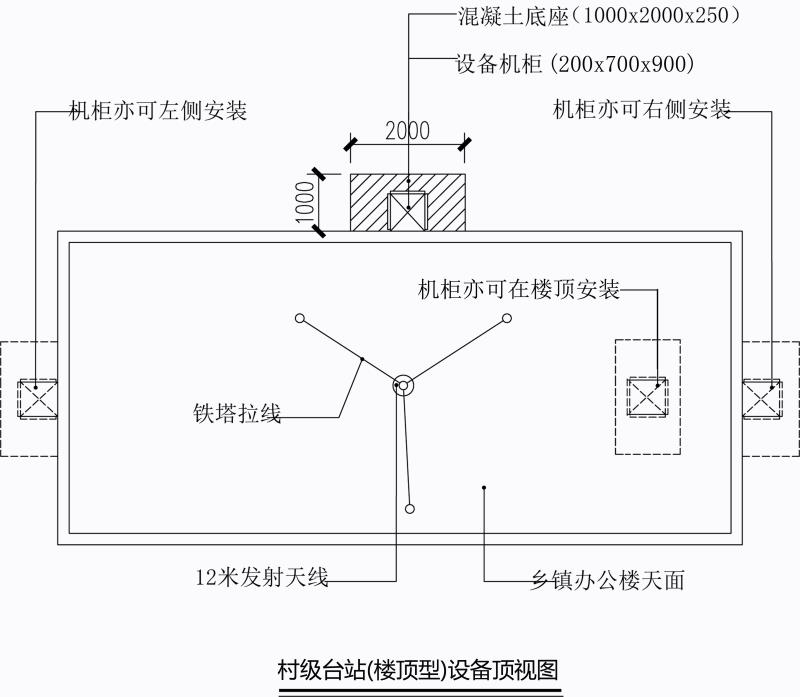 混凝土底座(1000x2000x250)
设备机柜 (200x700x900)
机柜亦可左侧安装
机柜亦可右侧安装
2000
1000
机柜亦可在楼顶安装
铁塔拉线
12米发射天线
乡镇办公楼天面
村级台站(楼顶型)设备顶视图